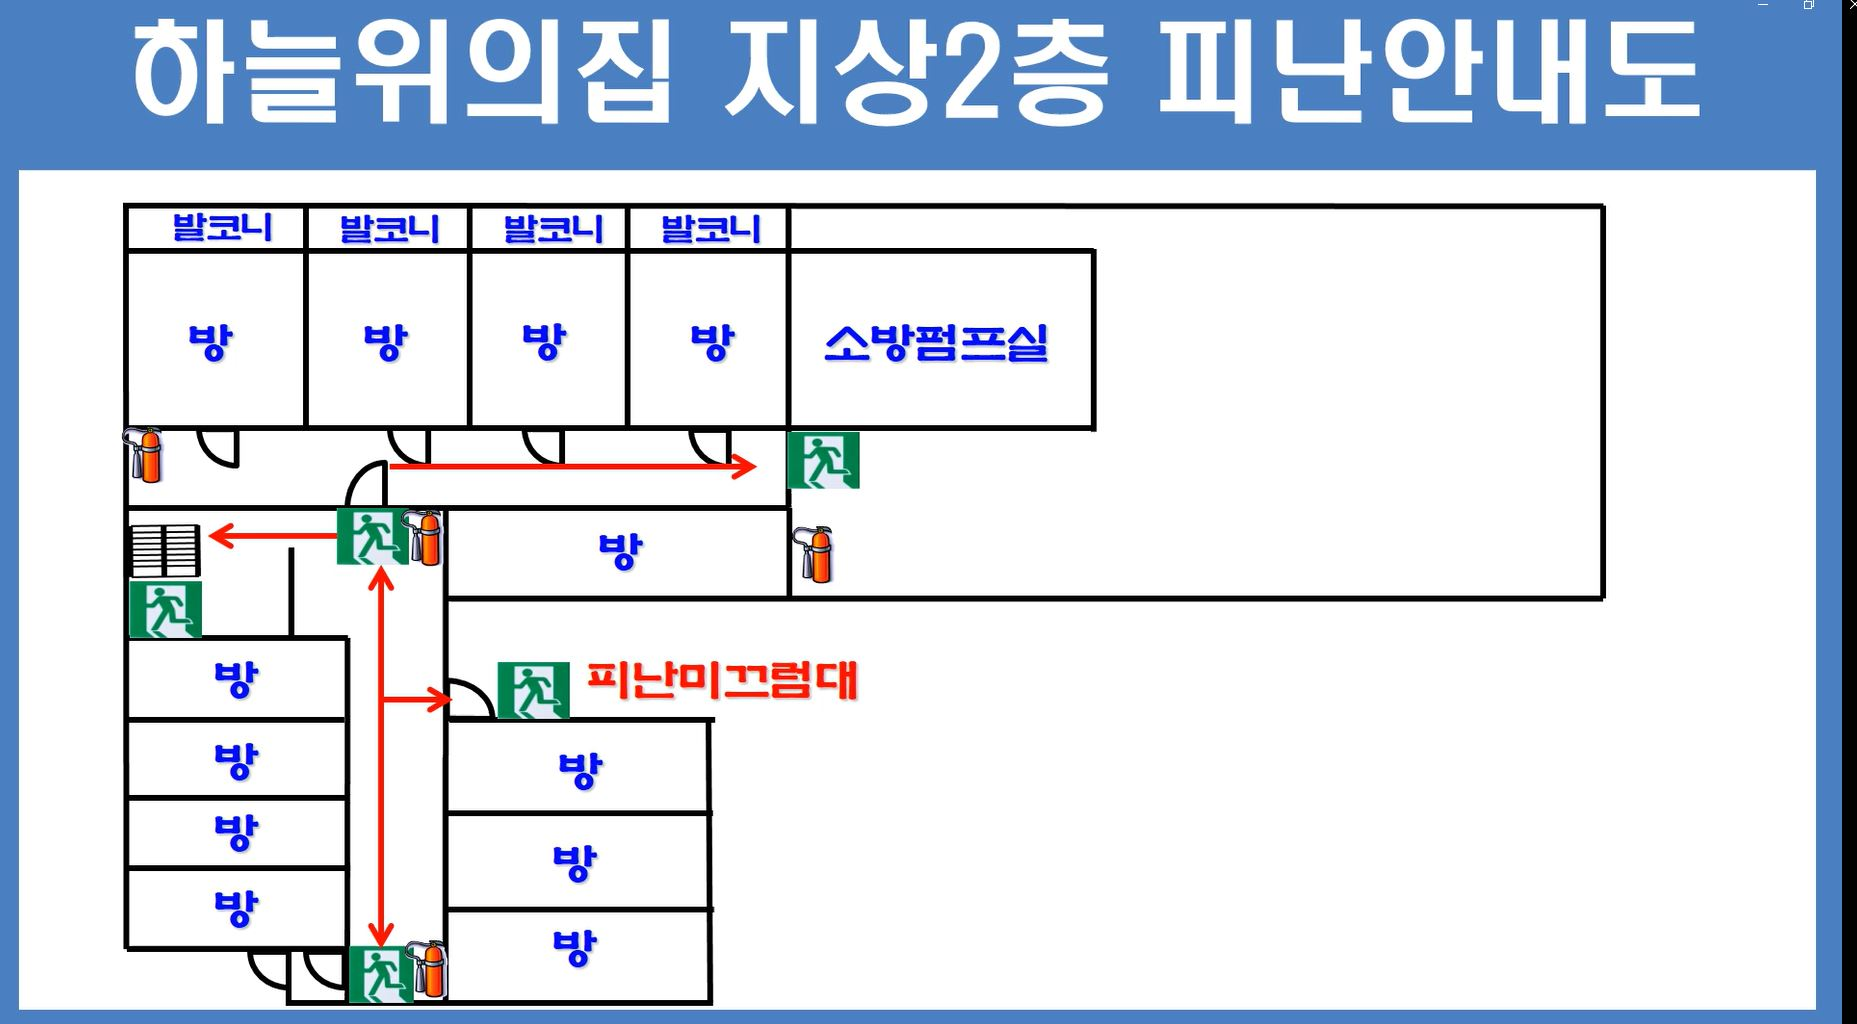 하늘위의집 지상2층 피난안내도
발코니 발코니 발코니 발코니
방 방 방 방 소방펌프실
방
방 피난미끄럼대
방 방
방 방
방 방